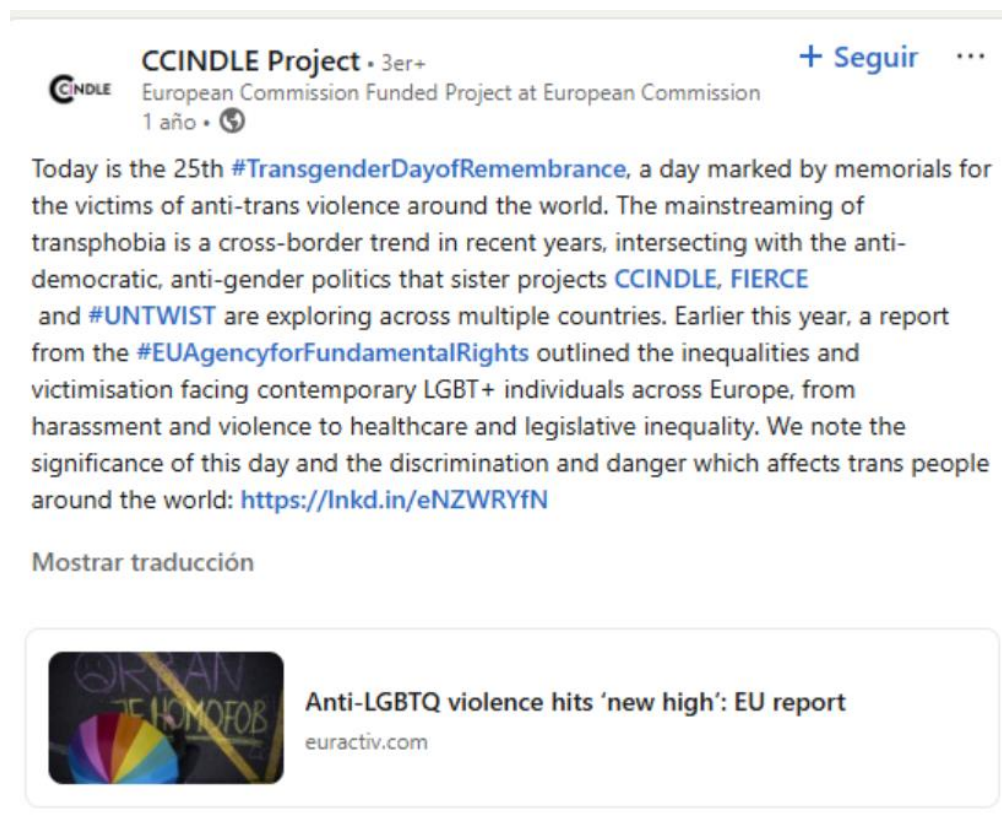 CCINDLE Project • 3er+
+ Seguir
...
CCINDLE
European Commission Funded Project at European Commission
1 año •
Today is the 25th #TransgenderDayofRemembrance, a day marked by memorials for
the victims of anti-trans violence around the world. The mainstreaming of
transphobia is a cross-border trend in recent years, intersecting with the anti-
democratic, anti-gender politics that sister projects CCINDLE, FIERCE
and #UNTWIST are exploring across multiple countries. Earlier this year, a report
from the #EUAgencyforFundamentalRights outlined the inequalities and
victimisation facing contemporary LGBT+ individuals across Europe, from
harassment and violence to healthcare and legislative inequality. We note the
significance of this day and the discrimination and danger which affects trans people
around the world: https://lnkd.in/eNZWRYfN
Mostrar traducción
ORBAN
JE HOMOFOB
Anti-LGBTQ violence hits ‘new high’: EU report
euractiv.com